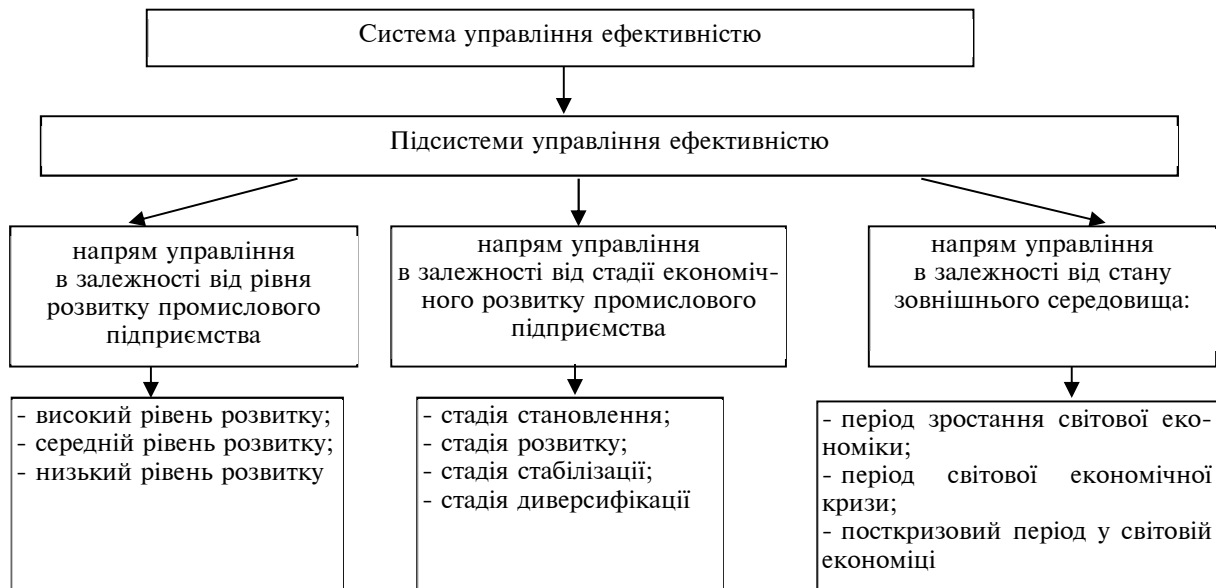 Система управління ефективністю
Підсистеми управління ефективністю
напрям управління
в залежності від рівня
розвитку промислового
підприємства
напрям управління
в залежності від стадії економіч-
ного розвитку промислового
підприємства
напрям управління
в залежності від стану
зовнішнього середовища:
- високий рівень розвитку;
- середній рівень розвитку;
- низький рівень розвитку
- стадія становлення;
- стадія розвитку;
- стадія стабілізації;
- стадія диверсифікації
- період зростання світової еко-
номіки;
- період світової економічної
кризи;
- посткризовий період у світовій
економіці